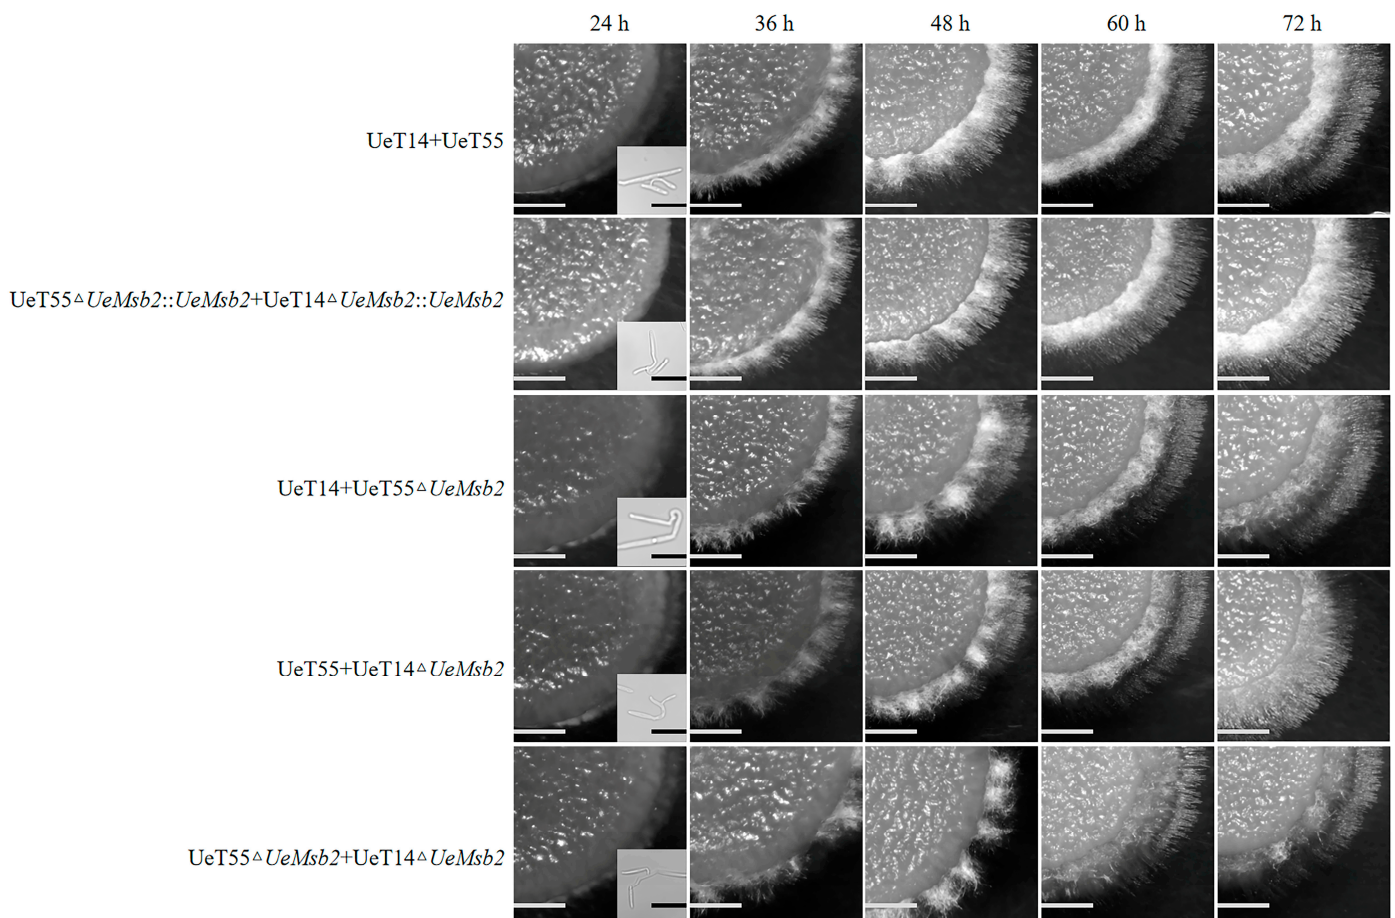 24 h 36 h 48 h 60 h 72 h
UeT14+UeT55
UeT55△UeMsb2::UeMsb2+UeT14△UeMsb2::UeMsb2
UeT14+UeT55△UeMsb2
UeT55+UeT14△UeMsb2
UeT55△UeMsb2+UeT14△UeMsb2